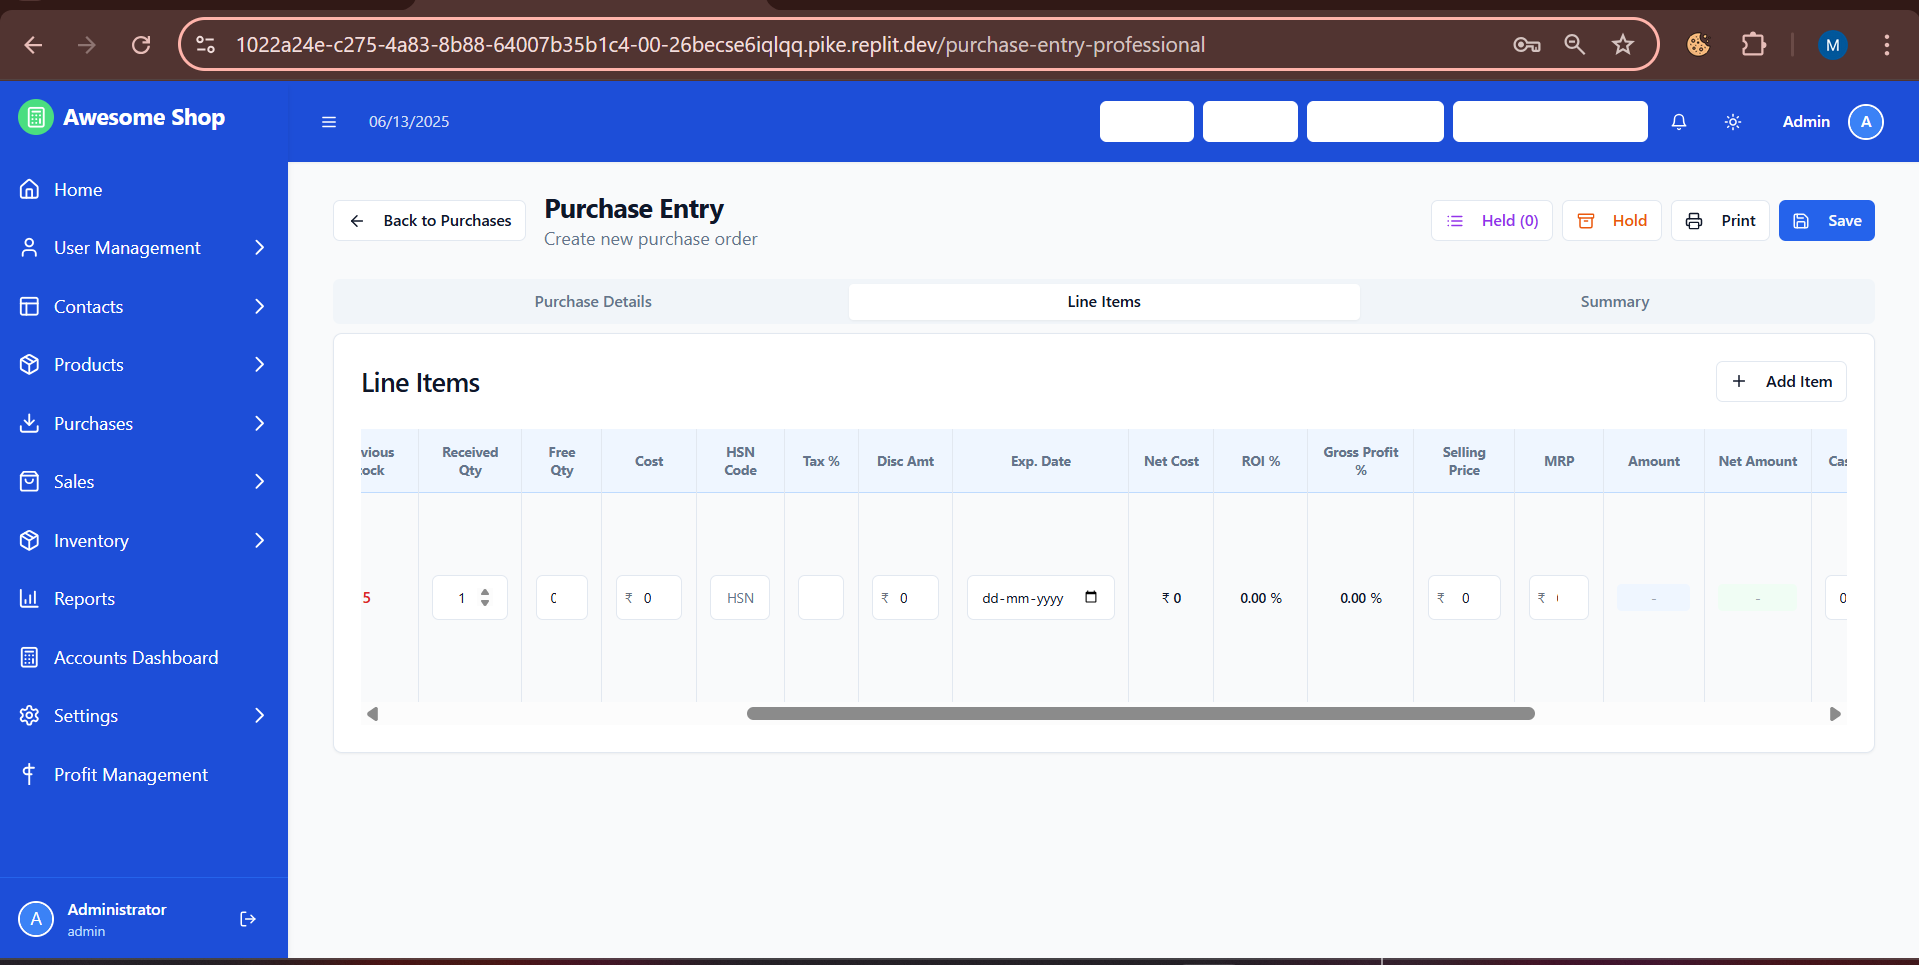 1022a24e-c275-4a83-8b88-64007b35b1c4-00-26becse6iqlqq.pike.replit.dev/purchase-entry-professional
M
Awesome Shop
06/13/2025
Admin
A
Home
User Management
Contacts
Products
Purchases
Sales
Inventory
Reports
Accounts Dashboard
Settings
Profit Management
A
Administrator
admin
Back to Purchases
Purchase Entry
Create new purchase order
Held (0)
Hold
Print
Save
Purchase Details
Line Items
Summary
Line Items
Add Item
vious
Received
Qty
Free
Qty
Cost
HSN
Code
Tax %
Disc Amt
Exp. Date
Net Cost
ROI %
Gross Profit
%
Selling
Price
MRP
Amount
Net Amount
5
1
₹ 0
HSN
₹ 0
dd-mm-yyyy
₹ 0
0.00 %
0.00 %
₹ 0
₹
-
-
0